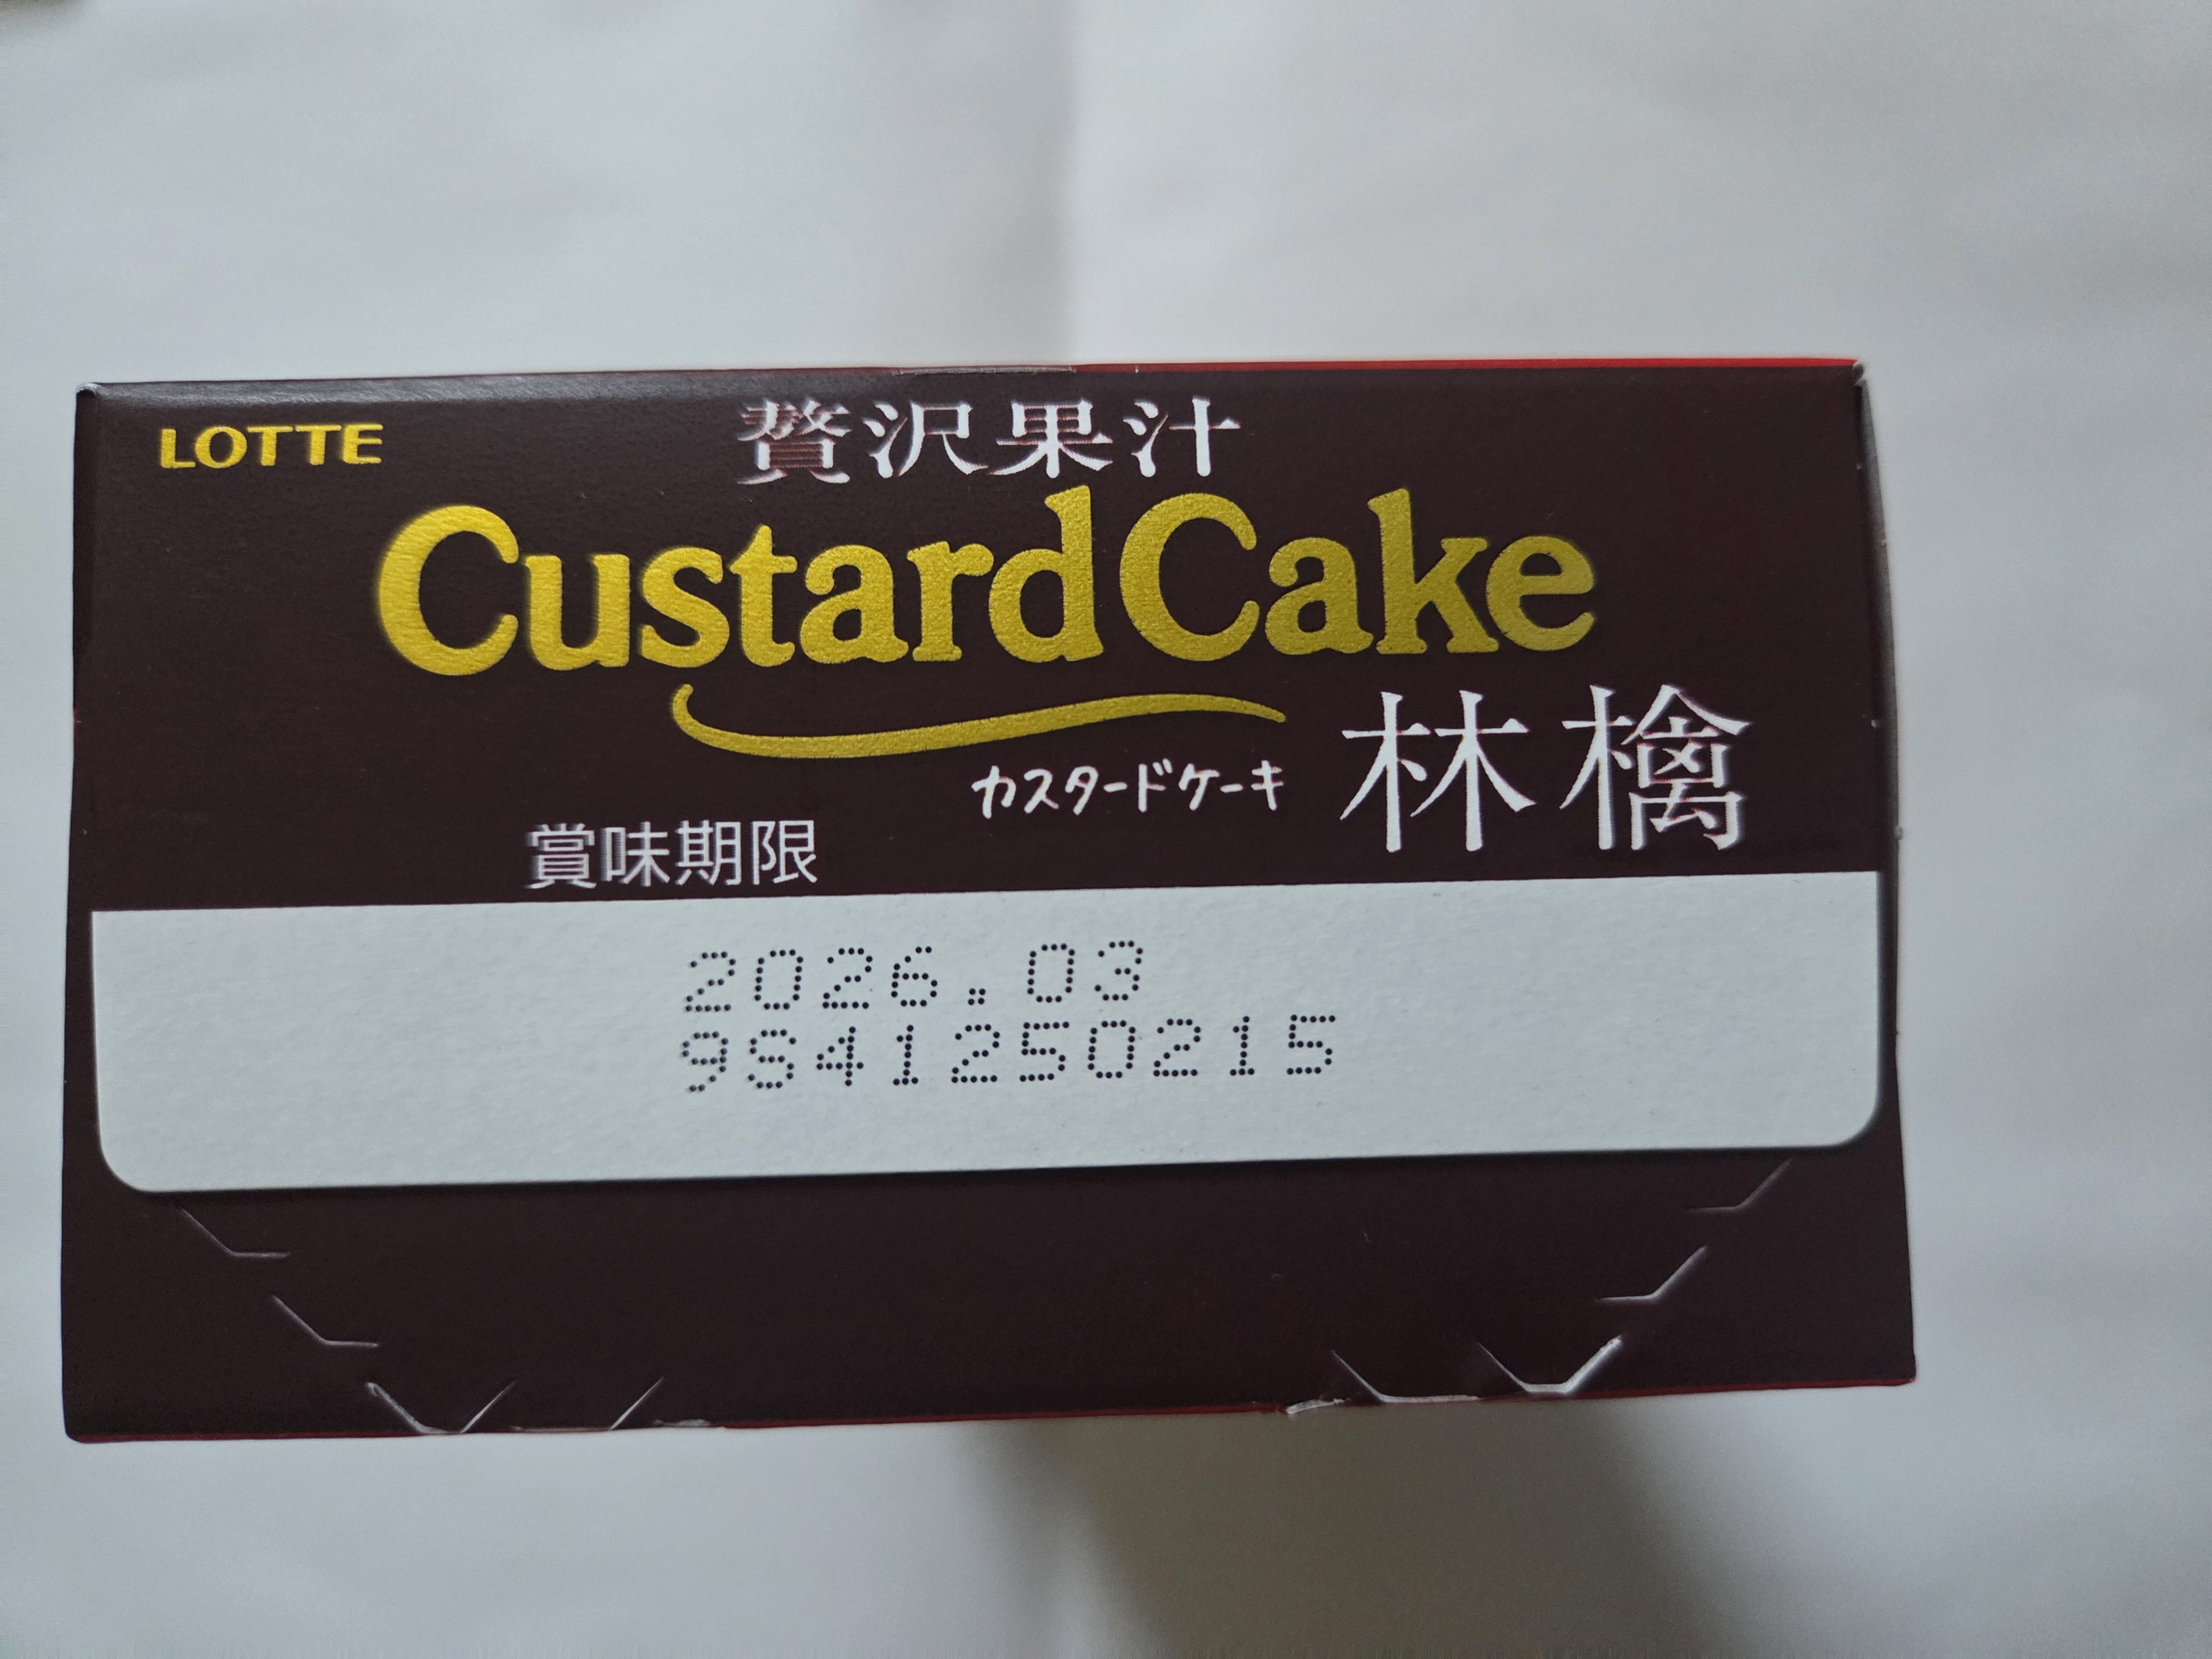 LOTTE
贅沢果汁
CustardCake
カスタードケーキ
林檎
賞味期限
2026.03
9S41250215